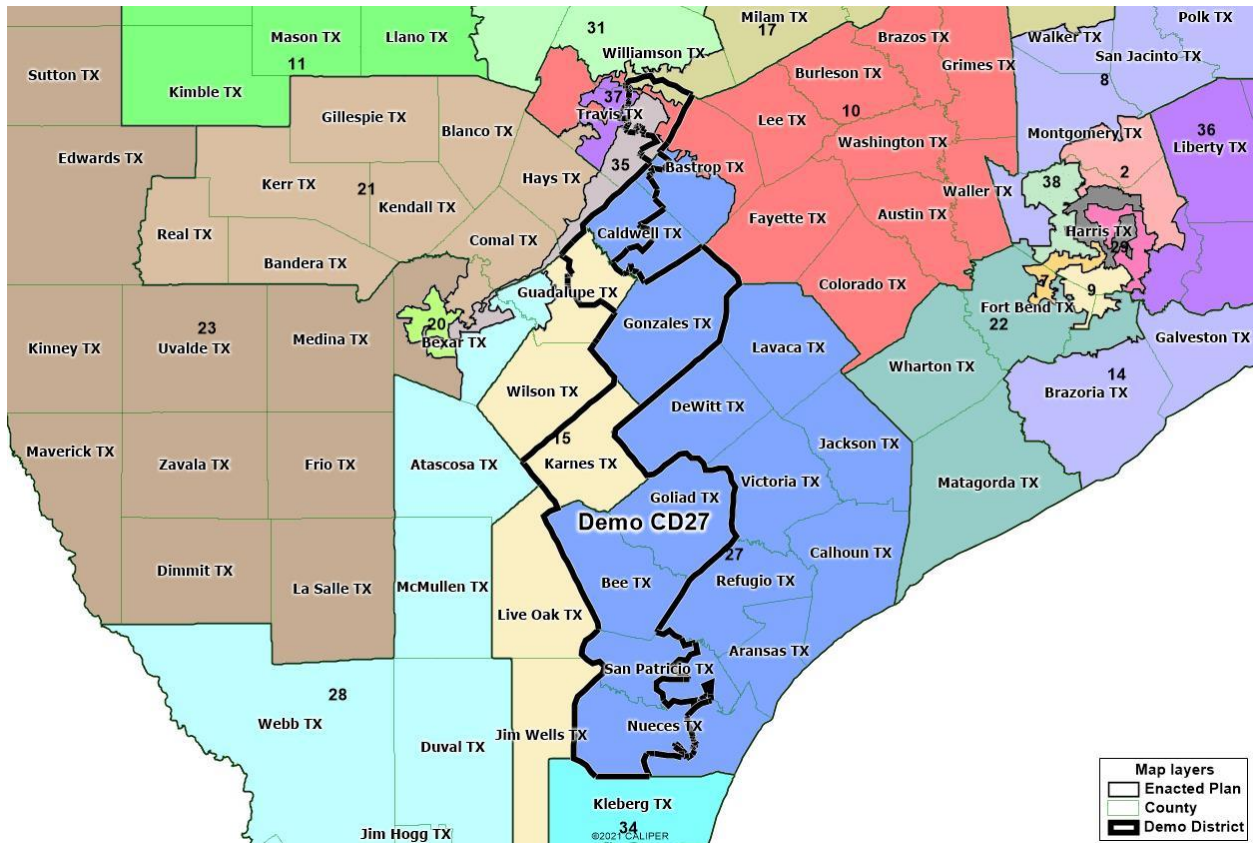 Milam TX
17
Polk TX
31
Mason TX
Llano TX
Brazos TX
Walker TX
Williamson TX
San Jacinto TX
11
Sutton TX
Burleson TX
Grimes TX
8
Kimble TX
37
10
Gillespie TX
Travis TX
Lee TX
36
Blanco TX
Montgomery TX
Liberty TX
Edwards TX
Washington TX
35
Bastrop TX
2
Kerr TX
Hays TX
38
21
Waller TX
Kendall TX
Fayette TX
Austin TX
Real TX
Caldwell TX
Harris TX
Comal TX
29
Bandera TX
Colorado TX
7
Guadalupe TX
9
Fort Bend TX
20
Gonzales TX
22
23
Bexar TX
Uvalde TX
Medina TX
Galveston TX
Kinney TX
Lavaca TX
Wharton TX
14
Wilson TX
Brazoria TX
DeWitt TX
15
Jackson TX
Maverick TX
Zavala TX
Frio TX
Atascosa TX
Karnes TX
Victoria TX
Matagorda TX
Goliad TX
Demo CD27
27
Calhoun TX
Dimmit TX
Bee TX
Refugio TX
La Salle TX
McMullen TX
Live Oak TX
Aransas TX
San Patricio TX
28
Webb TX
Nueces TX
Jim Wells TX
Duval TX
Kleberg TX
34
Jim Hogg TX
©2021 CALIPER
Map layers
Enacted Plan
County
Demo District